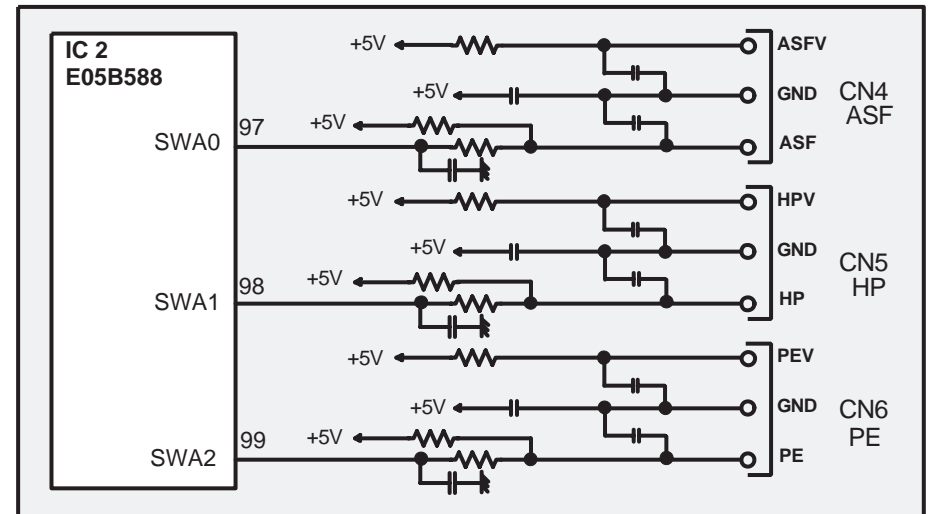 IC 2
E05B588
+5V
ASFV
+5V
GND
CN4
ASF
SWA0
97
+5V
ASF
+5V
HPV
+5V
GND
CN5
HP
SWA1
98
+5V
HP
+5V
PEV
+5V
GND
CN6
PE
SWA2
99
+5V
PE